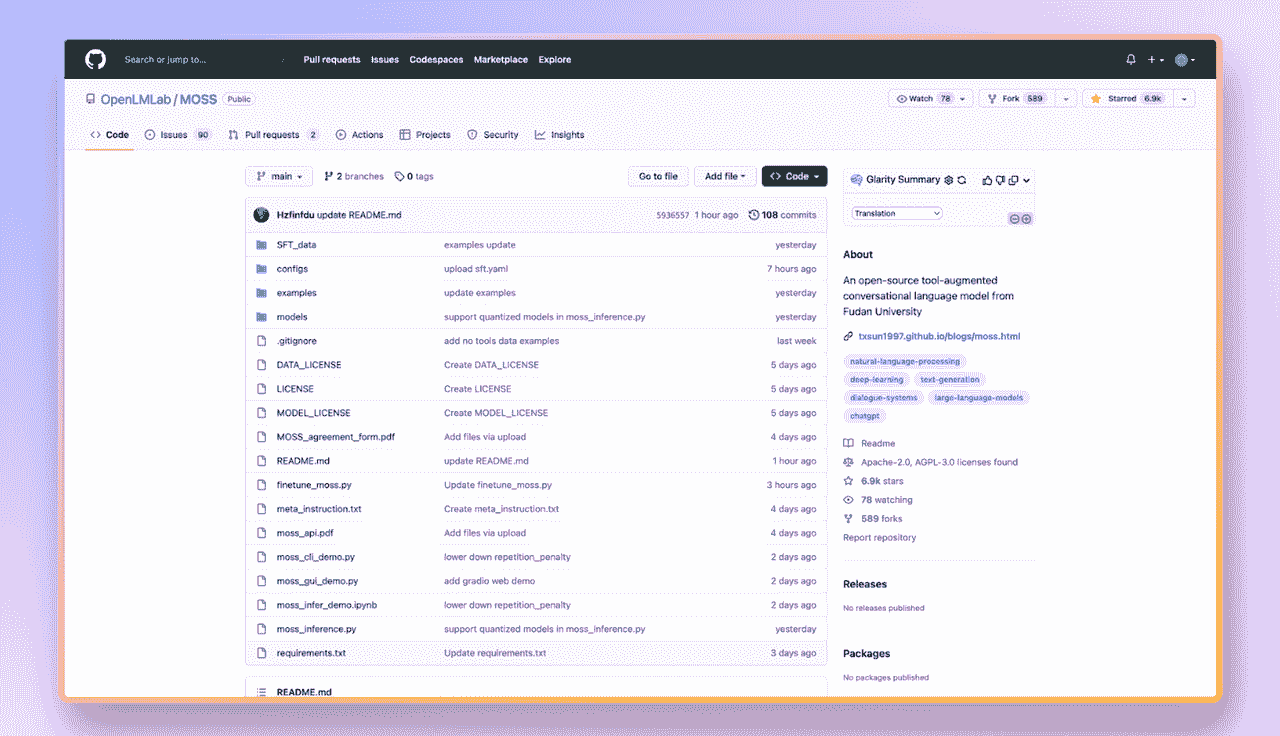 Search or jump to... / Pull requests Issues Codespaces Marketplace Explore
OpenLMLab / MOSS Public Watch 78 Fork 589 Starred 6.9k
Code Issues 90 Pull requests 2 Actions Projects Security Insights
main 2 branches 0 tags Go to file Add file Code
Hzfinfdu update README.md 5936557 1 hour ago 108 commits
SFT_data examples update yesterday
configs upload sft.yaml 7 hours ago
examples update examples yesterday
models support quantized models in moss_inference.py yesterday
.gitignore add no tools data examples last week
DATA_LICENSE Create DATA_LICENSE 5 days ago
LICENSE Create LICENSE 5 days ago
MODEL_LICENSE Create MODEL_LICENSE 5 days ago
MOSS_agreement_form.pdf Add files via upload 4 days ago
README.md update README.md 1 hour ago
finetune_moss.py Update finetune_moss.py 3 hours ago
meta_instruction.txt Create meta_instruction.txt 4 days ago
moss_api.pdf Add files via upload 4 days ago
moss_cli_demo.py lower down repetition_penalty 2 days ago
moss_gui_demo.py add gradio web demo 2 days ago
moss_infer_demo.ipynb lower down repetition_penalty 2 days ago
moss_inference.py support quantized models in moss_inference.py yesterday
requirements.txt Update requirements.txt 3 days ago
README.md
Glarity Summary
Translation
About
An open-source tool-augmented
conversational language model from
Fudan University
txsun1997.github.io/blogs/moss.html
natural-language-processing
deep-learning text-generation
dialogue-systems large-language-models
chatgpt
Readme
Apache-2.0, AGPL-3.0 licenses found
6.9k stars
78 watching
589 forks
Report repository
Releases
No releases published
Packages
No packages published